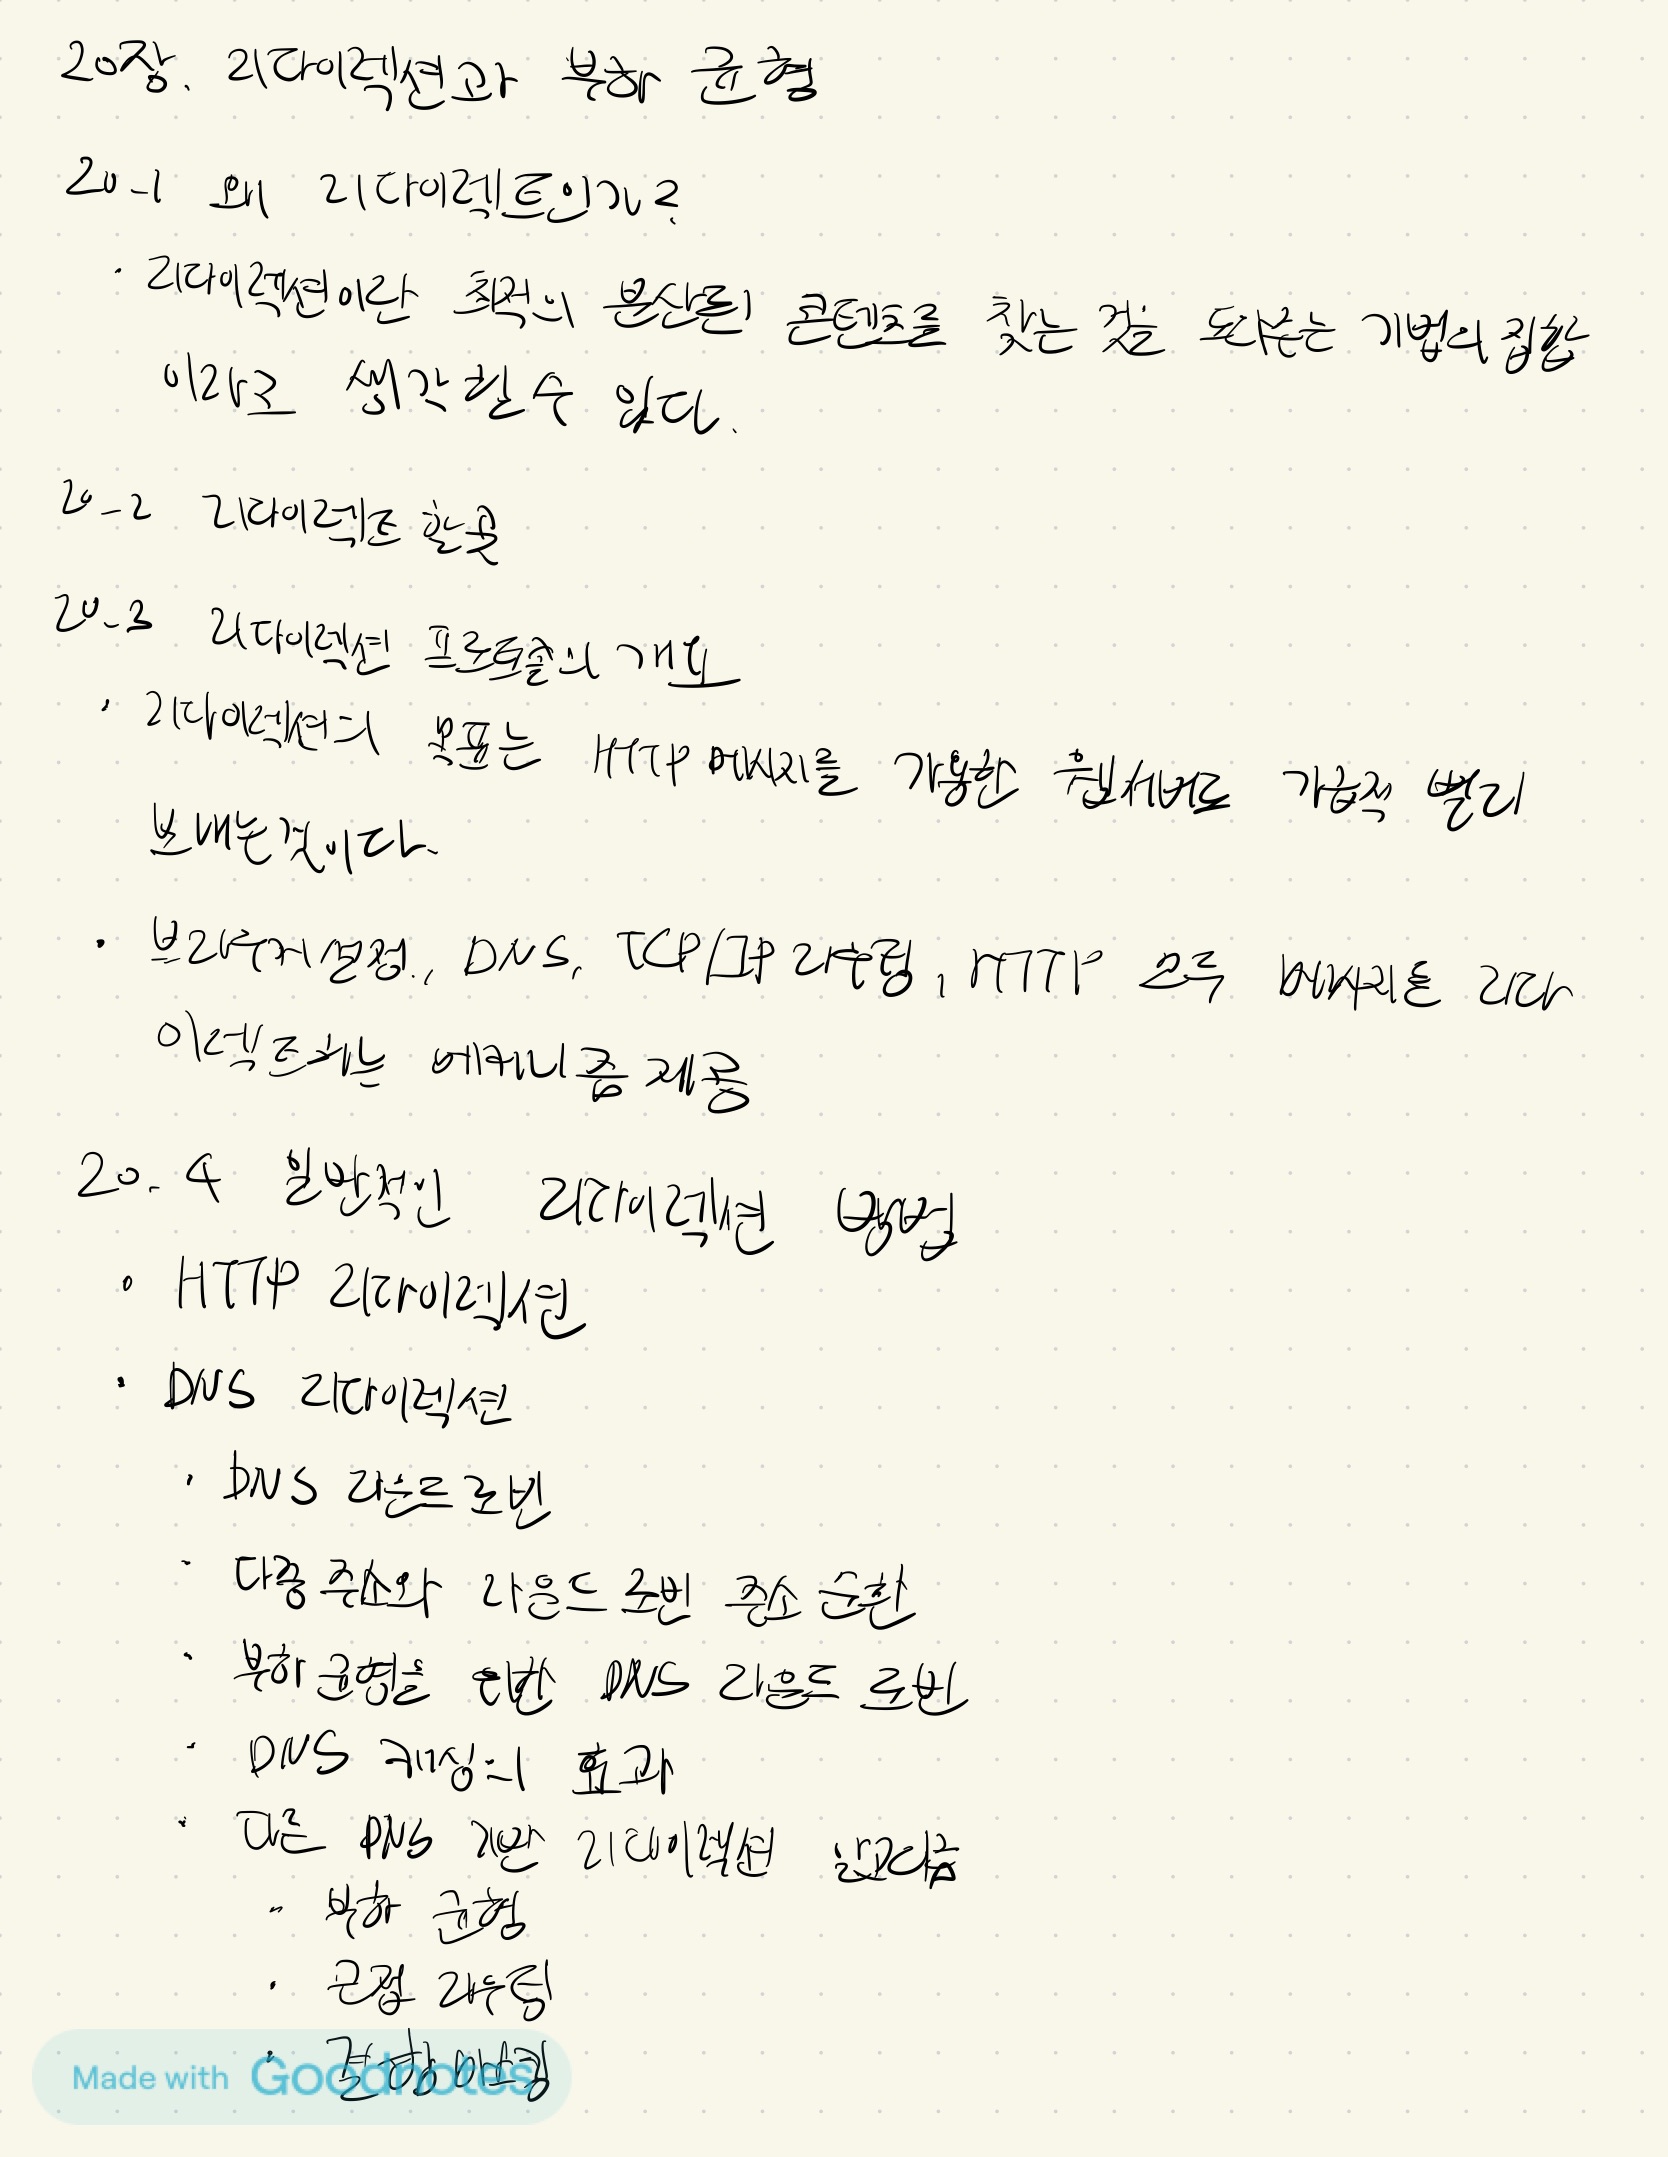 20장. 리다이렉션과 부하 균형
20-1 왜 리다이렉트인가?
· 리다이렉션이란 최적의 분산된 콘텐츠를 찾는 것을 도와주는 기법의 집합
이라고 생각할 수 있다.
20-2 리다이렉트 할 곳
20-3 리다이렉션 프로토콜의 개요
· 리다이렉션의 목표는 HTTP 메시지를 가용한 웹서버로 가급적 빨리
보내는 것이다.
· 브라우저 설정, DNS, TCP/IP 라우팅, HTTP 모두 메시지를 리다
이렉트하는 메커니즘 제공
20-4 일반적인 리다이렉션 방법
· HTTP 리다이렉션
· DNS 리다이렉션
· DNS 라운드 로빈
· 다중 주소와 라운드 로빈 주소 순환
· 부하 균형을 위한 DNS 라운드 로빈
· DNS 캐싱의 효과
· 다른 DNS 기반 리다이렉션 알고리즘
· 부하 균형
· 근접 라우팅
· 결함 마스킹
Made with Goodnotes